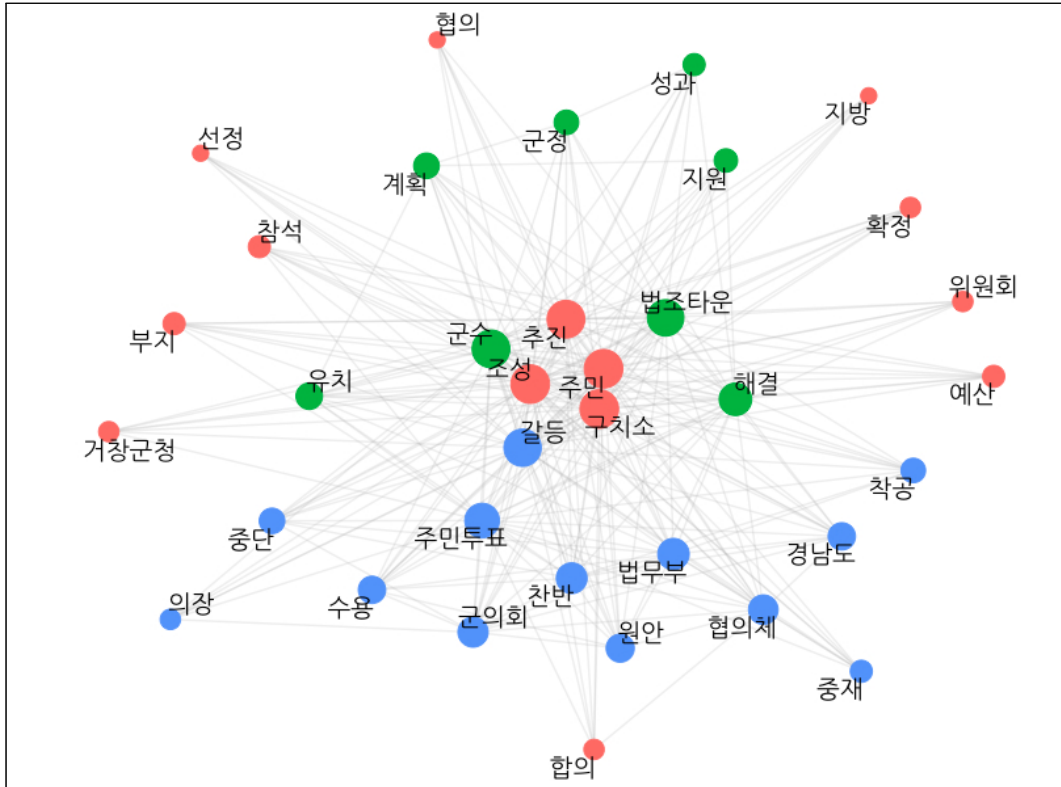 협의
성과
지방
선정
군정
계획
지원
참석
확정
위원회
법조타운
부지
군수
추진
조성
주민
유치
해결
예산
구치소
거창군청
갈등
착공
중단
주민투표
경남도
법무부
의장
수용
찬반
군의회
원안
협의체
중재
합의